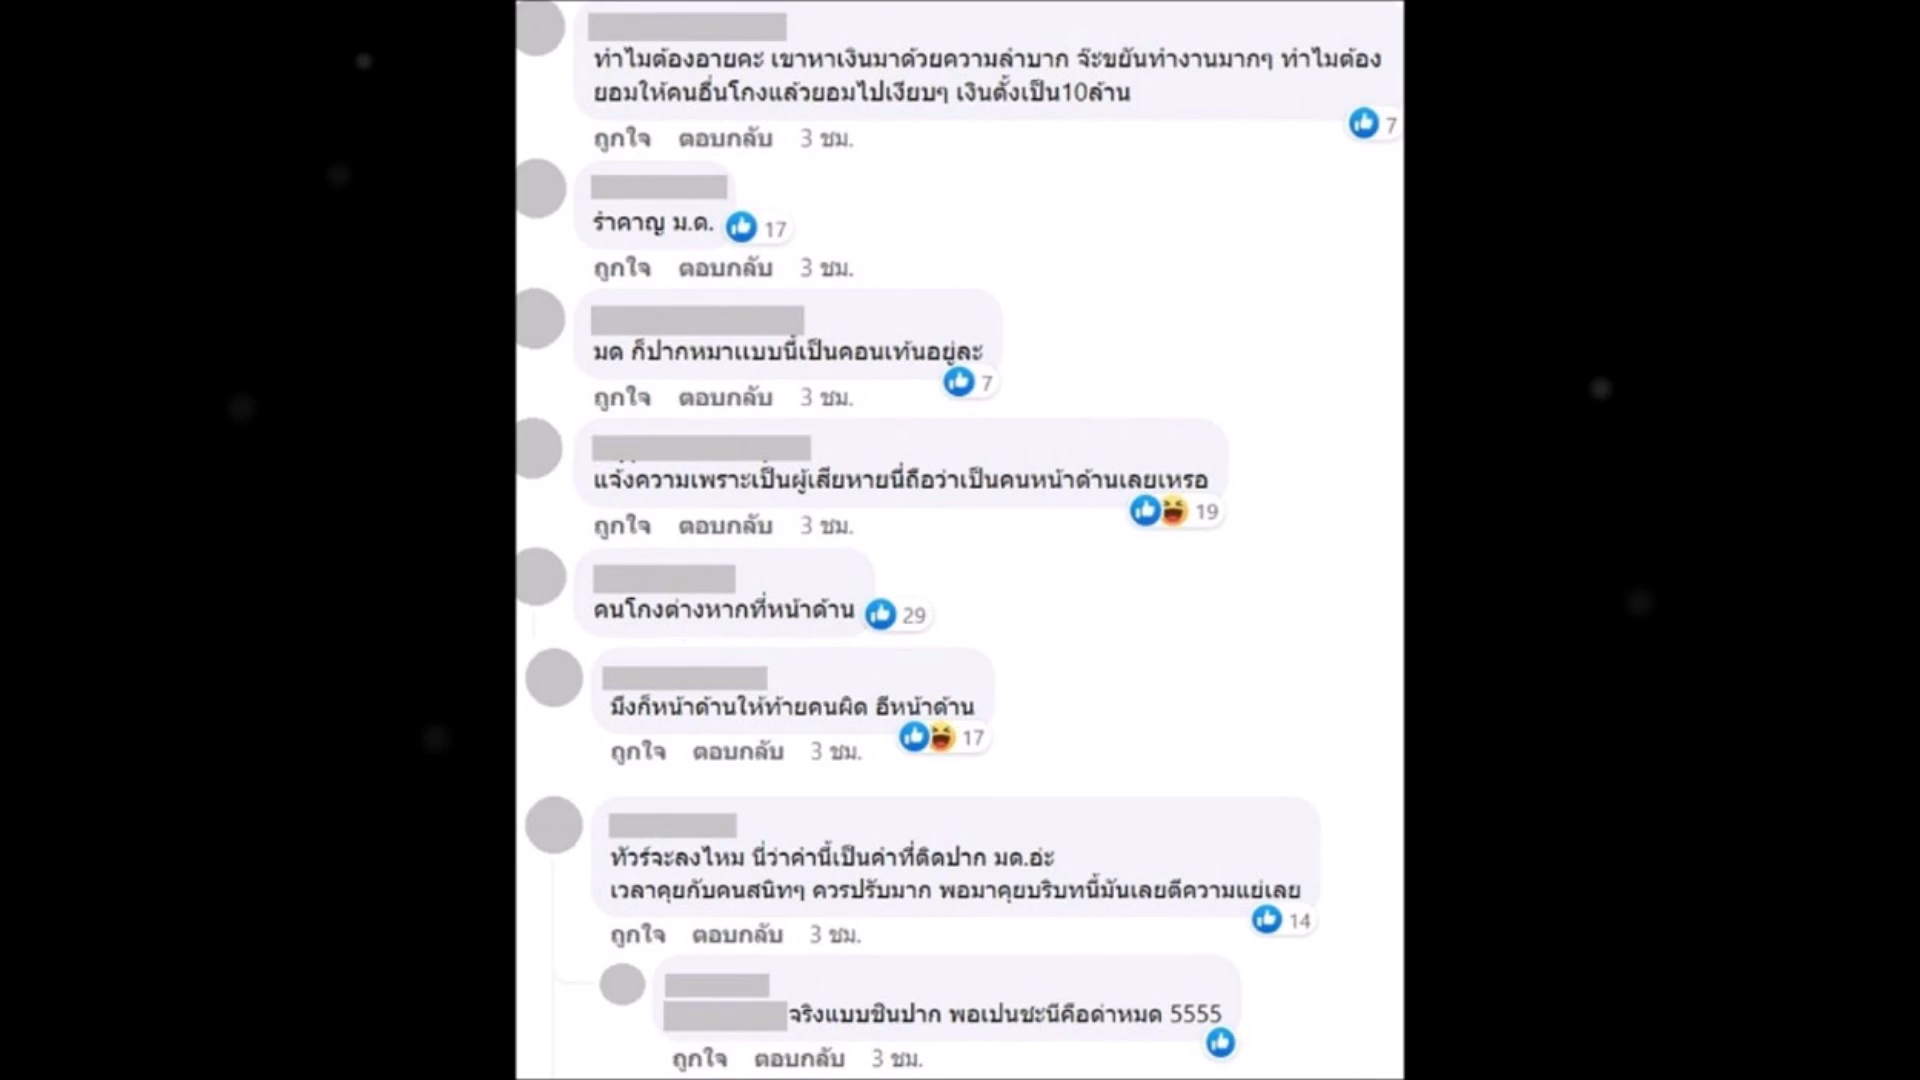 ทำไมต้องอายคะ เขาหาเงินมาด้วยความลำบาก จ๊ะขยันทำงานมากๆ ทำไมต้อง
ยอมให้คนอื่นโกงแล้วยอมไปเงียบๆ เงินตั้งเป็น10ล้าน
7
ถูกใจ ตอบกลับ 3 ชม.
รำคาญ ม.ด. 17
ถูกใจ ตอบกลับ 3 ชม.
มด ก็ปากหมาแบบนี้เป็นคอนเท้นอยู่ละ
7
ถูกใจ ตอบกลับ 3 ชม.
แจ้งความเพราะเป็นผู้เสียหายนี่ถือว่าเป็นคนหน้าด้านเลยเหรอ
19
ถูกใจ ตอบกลับ 3 ชม.
คนโกงต่างหากที่หน้าด้าน 29
มึงก็หน้าด้านให้ท้ายคนผิด อีหน้าด้าน
17
ถูกใจ ตอบกลับ 3 ชม.
ทัวร์จะลงไหม นี่ว่าคำนี้เป็นคำที่ติดปาก มด.อ่ะ
เวลาคุยกับคนสนิทๆ ควรปรับมาก พอมาคุยบริบทนี้มันเลยตีความแย่เลย
14
ถูกใจ ตอบกลับ 3 ชม.
จริงแบบชินปาก พอเปนชะนีคือด่าหมด 5555
ถูกใจ ตอบกลับ 3 ชม.